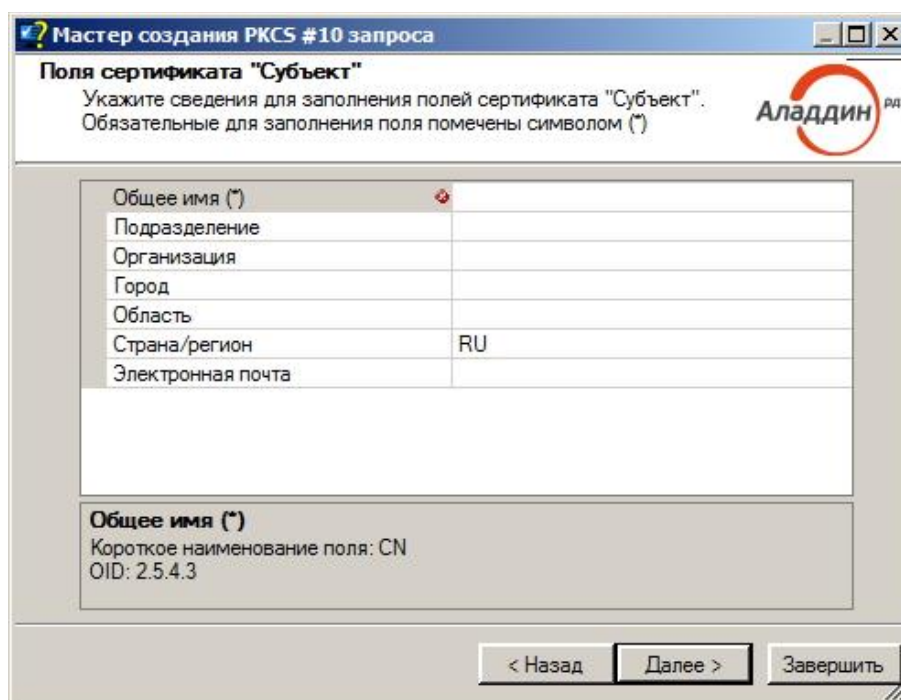 Мастер создания PKCS #10 запроса
Поля сертификата "Субъект"
Укажите сведения для заполнения полей сертификата "Субъект".
Обязательные для заполнения поля помечены символом (*)
Аладдин РД
Общее имя (*)
Подразделение
Организация
Город
Область
Страна/регион RU
Электронная почта
Общее имя (*)
Короткое наименование поля: CN
OID: 2.5.4.3
< Назад Далее > Завершить